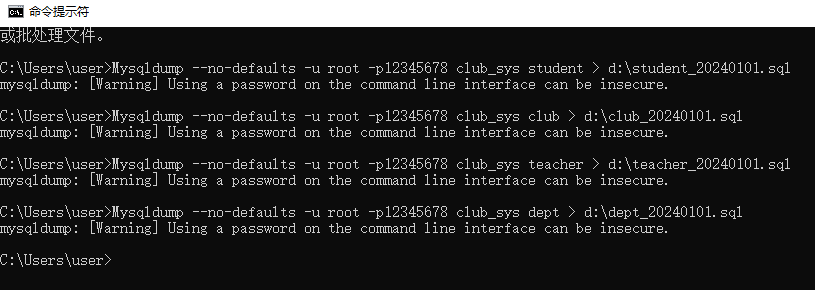 命令提示符
或批处理文件。
C:\Users\user>Mysqldump --no-defaults -u root -p12345678 club_sys student > d:\student_20240101.sql
mysqldump: [Warning] Using a password on the command line interface can be insecure.
C:\Users\user>Mysqldump --no-defaults -u root -p12345678 club_sys club > d:\club_20240101.sql
mysqldump: [Warning] Using a password on the command line interface can be insecure.
C:\Users\user>Mysqldump --no-defaults -u root -p12345678 club_sys teacher > d:\teacher_20240101.sql
mysqldump: [Warning] Using a password on the command line interface can be insecure.
C:\Users\user>Mysqldump --no-defaults -u root -p12345678 club_sys dept > d:\dept_20240101.sql
mysqldump: [Warning] Using a password on the command line interface can be insecure.
C:\Users\user>